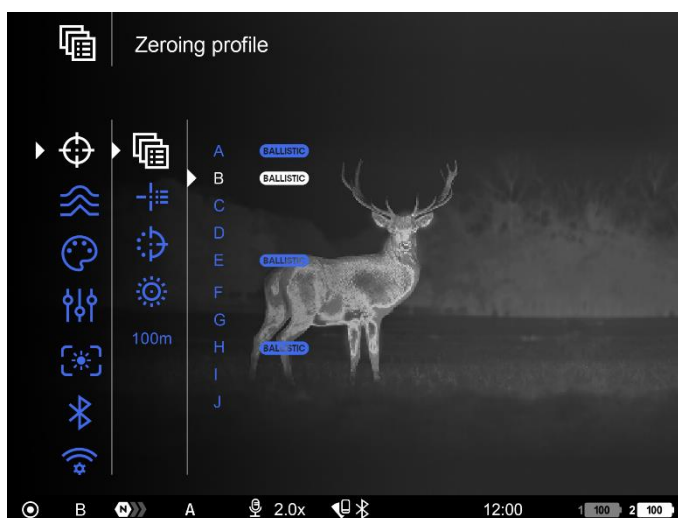 Zeroing profile
A BALLISTIC
B BALLISTIC
C
D
E BALLISTIC
F
G
100m
H BALLISTIC
I
J
B N A 2.0x 12:00 1 100 2 100